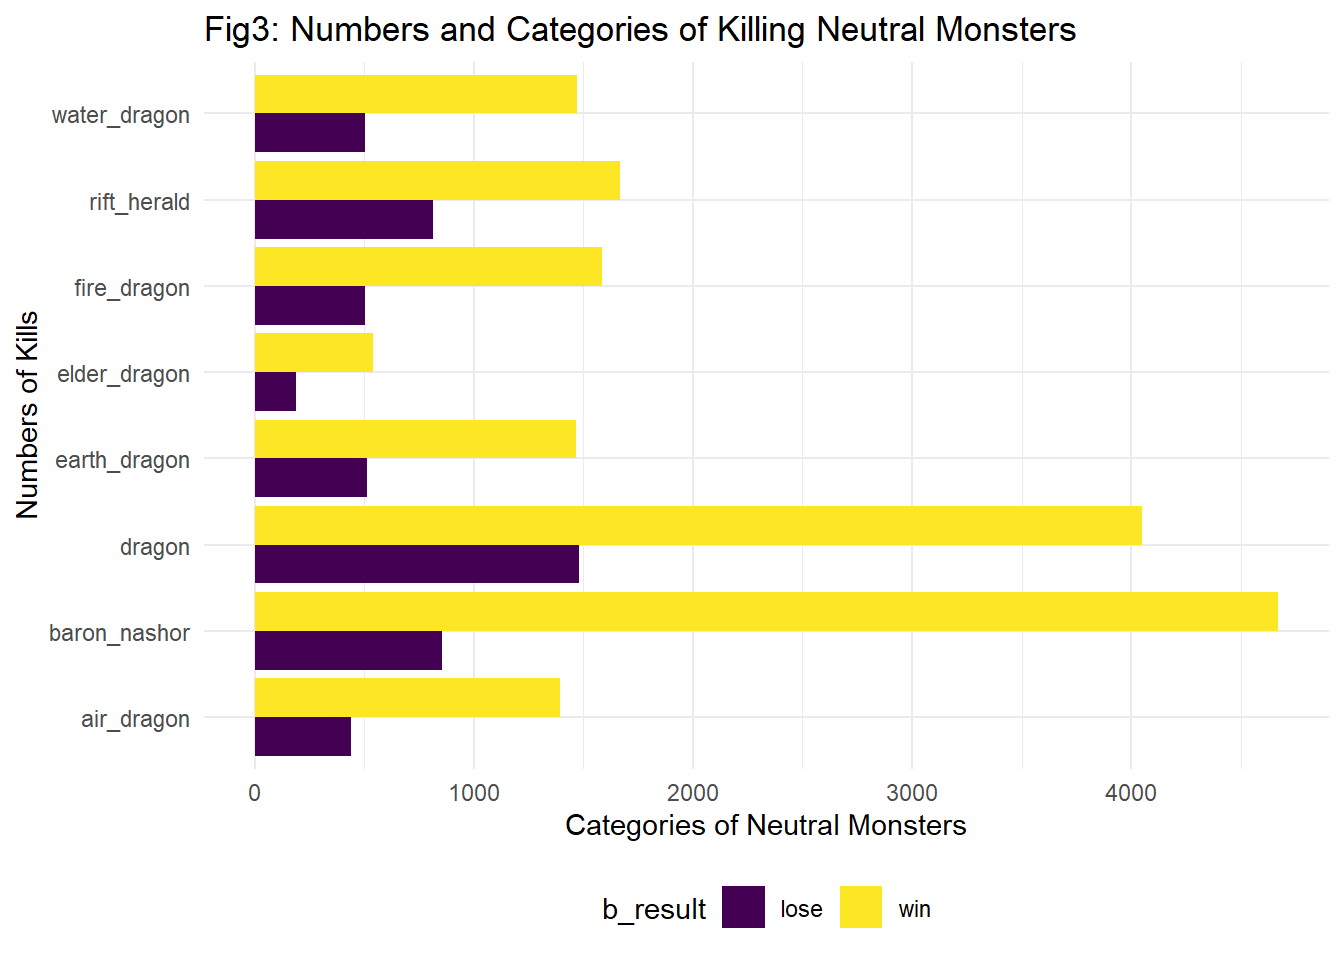 Fig3: Numbers and Categories of Killing Neutral Monsters
Numbers of Kills
water_dragon
rift_herald
fire_dragon
elder_dragon
earth_dragon
dragon
baron_nashor
air_dragon
0 1000 2000 3000 4000
Categories of Neutral Monsters
b_result lose win